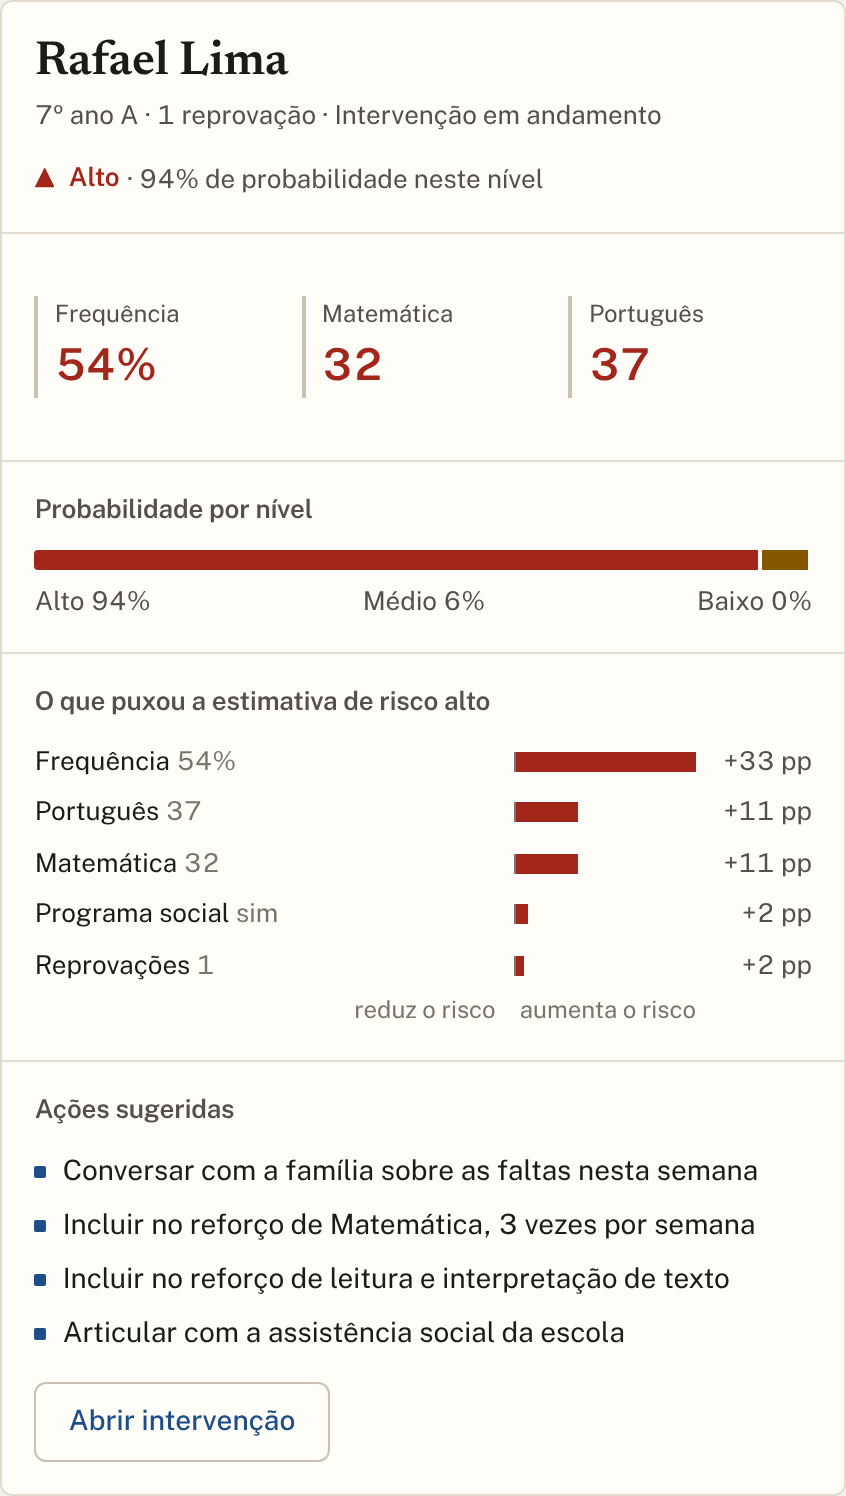 Rafael Lima
7º ano A · 1 reprovação · Intervenção em andamento
▲ Alto · 94% de probabilidade neste nível
Frequência Matemática Português
54% 32 37
Probabilidade por nível
Alto 94% Médio 6% Baixo 0%
O que puxou a estimativa de risco alto
Frequência 54% +33 pp
Português 37 +11 pp
Matemática 32 +11 pp
Programa social sim +2 pp
Reprovações 1 +2 pp
reduz o risco aumenta o risco
Ações sugeridas
Conversar com a família sobre as faltas nesta semana
Incluir no reforço de Matemática, 3 vezes por semana
Incluir no reforço de leitura e interpretação de texto
Articular com a assistência social da escola
Abrir intervenção